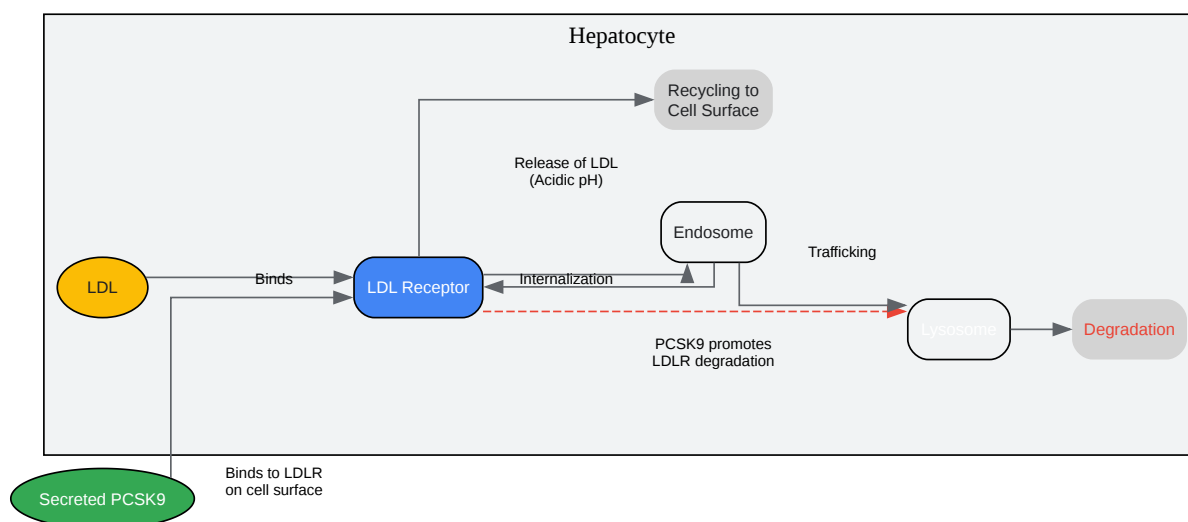 Hepatocyte
Recycling to
Cell Surface
Release of LDL
(Acidic pH)
Endosome
Trafficking
LDL
Binds
LDL Receptor
Internalization
Lysosome
Degradation
PCSK9 promotes
LDLR degradation
Binds to LDLR
on cell surface
Secreted PCSK9